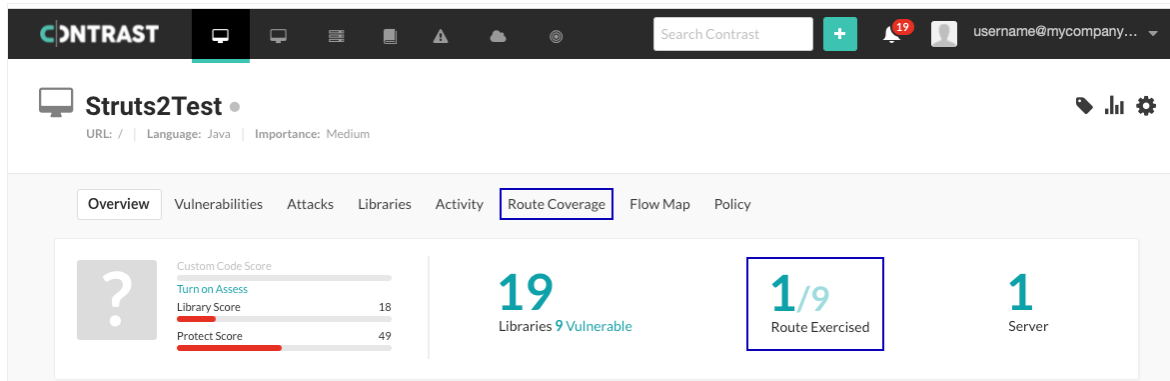 CONTRAST
Search Contrast
+
19
username@mycompany...
Struts2Test
URL: / | Language: Java | Importance: Medium
Overview Vulnerabilities Attacks Libraries Activity Route Coverage Flow Map Policy
?
Custom Code Score
Turn on Assess
Library Score 18
Protect Score 49
19
Libraries 9 Vulnerable
1/9
Route Exercised
1
Server